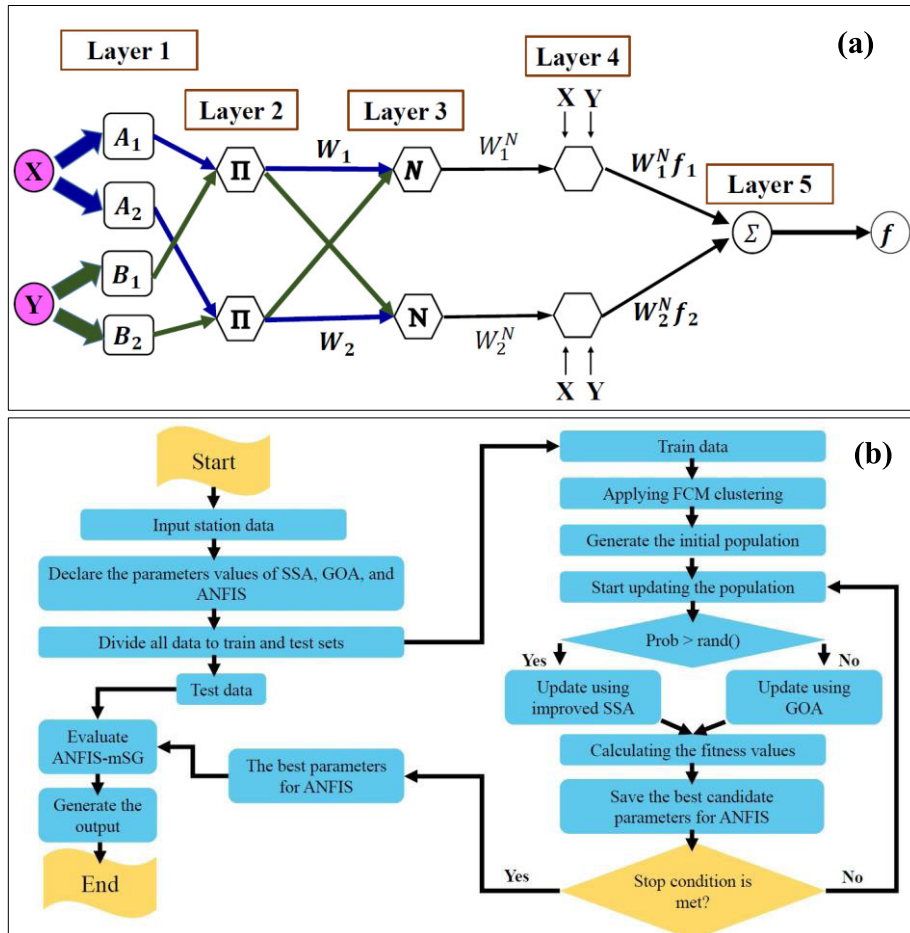 (a)
Layer 1
Layer 2
Layer 3
Layer 4
Layer 5
X
Y
A₁
A₂
B₁
B₂
Π
Π
W₁
W₂
N
N
W₁ᴺ
W₂ᴺ
X Y
X Y
W₁ᴺf₁
W₂ᴺf₂
Σ
f
(b)
Start
Input station data
Declare the parameters values of SSA, GOA, and
ANFIS
Divide all data to train and test sets
Test data
Evaluate
ANFIS-mSG
Generate the
output
End
The best parameters
for ANFIS
Train data
Applying FCM clustering
Generate the initial population
Start updating the population
Prob > rand()
Yes
No
Update using
improved SSA
Update using
GOA
Calculating the fitness values
Save the best candidate
parameters for ANFIS
Stop condition is
met?
Yes
No